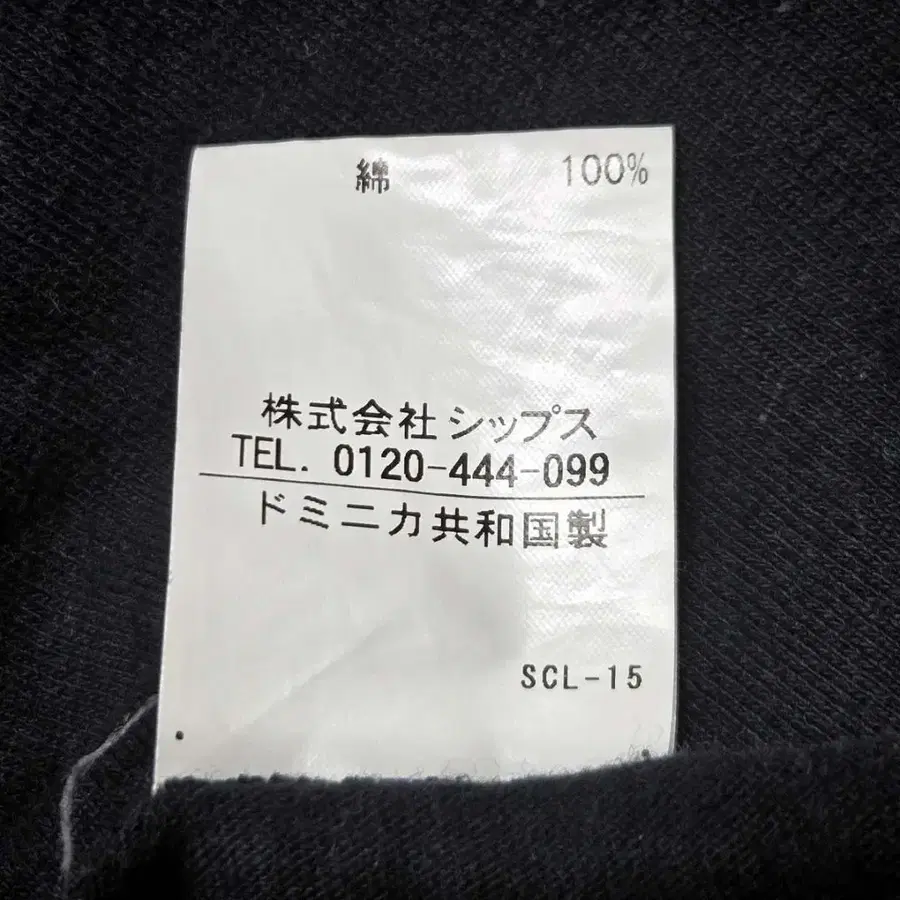 綿 100%
株式会社シップス
TEL. 0120-444-099
ドミニカ共和国製
SCL-15